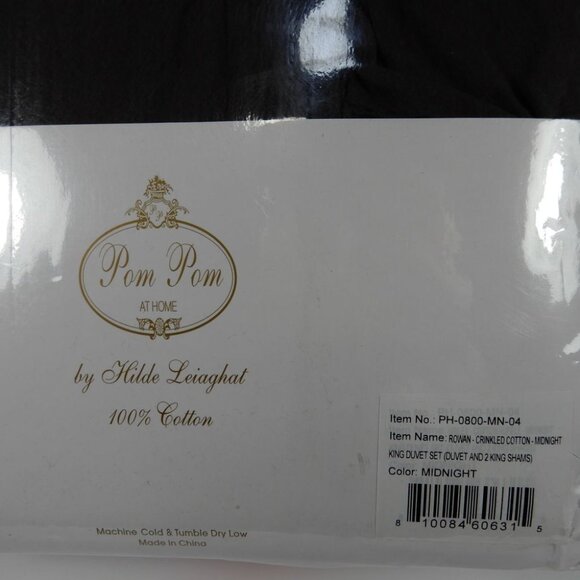 Pom Pom
AT HOME
by Hilde Leiaghat
100% Cotton
Item No.: PH-0800-MN-04
Item Name: ROWAN - CRINKLED COTTON - MIDNIGHT
KING DUVET SET (DUVET AND 2 KING SHAMS)
Color: MIDNIGHT
8 10084 60631 5
Machine Cold & Tumble Dry Low
Made In China